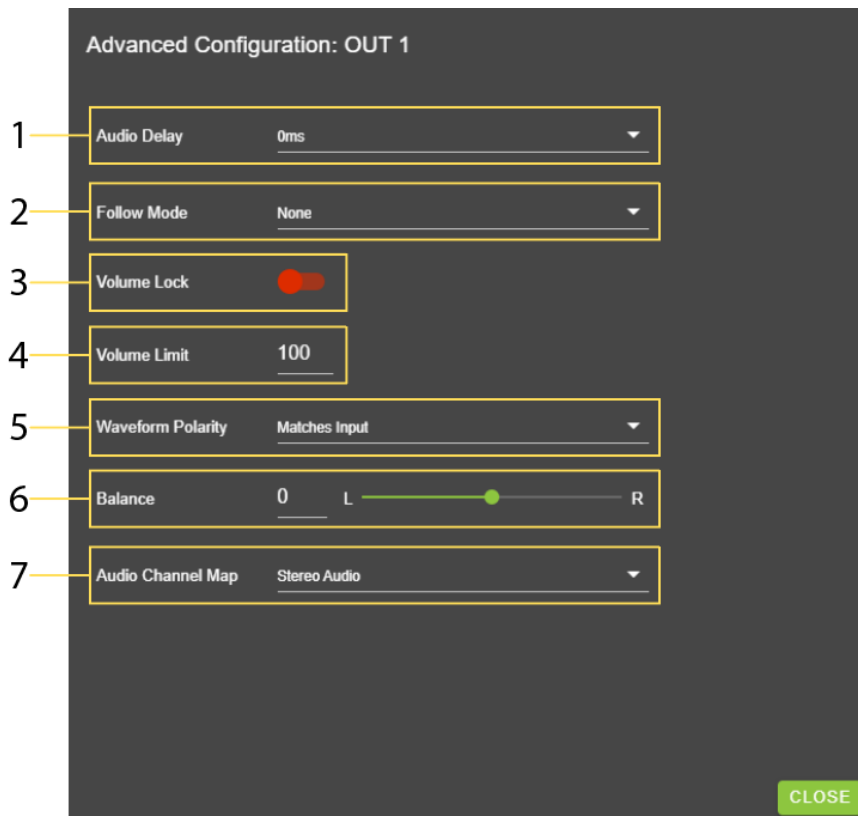 Advanced Configuration: OUT 1
1 Audio Delay 0ms
2 Follow Mode None
3 Volume Lock
4 Volume Limit 100
5 Waveform Polarity Matches Input
6 Balance 0 L R
7 Audio Channel Map Stereo Audio
CLOSE